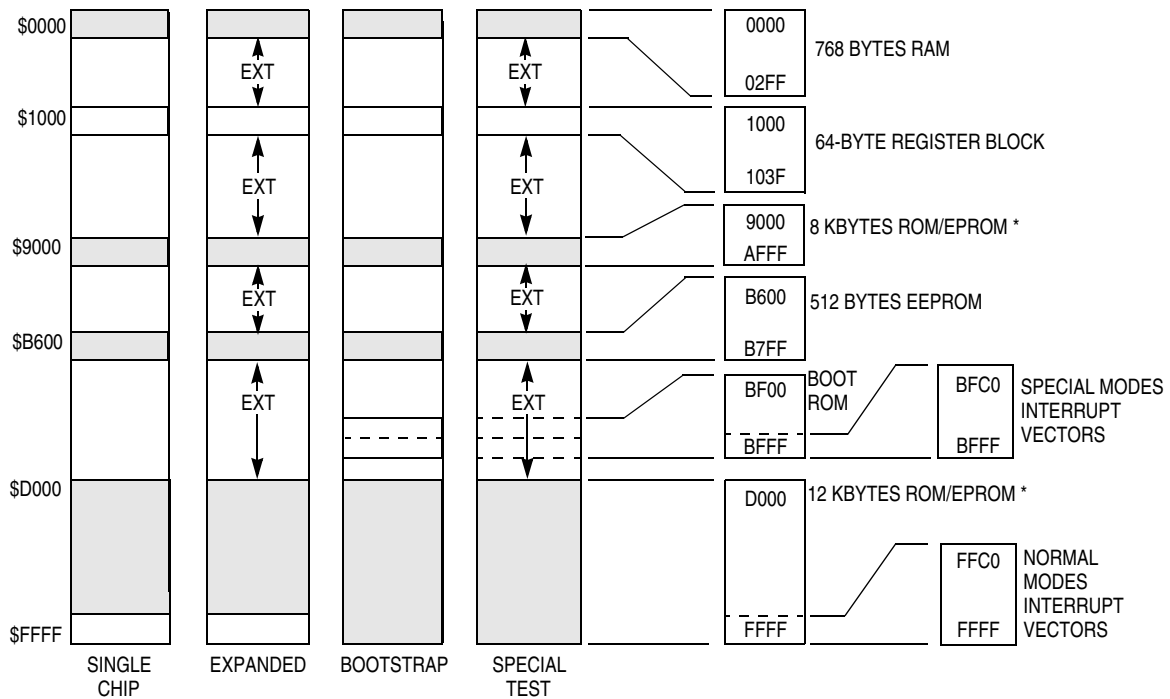 $0000
$1000
$9000
$B600
$D000
$FFFF
EXT
EXT
EXT
EXT
EXT
EXT
EXT
EXT
SINGLE
CHIP
EXPANDED
BOOTSTRAP
SPECIAL
TEST
0000
02FF
768 BYTES RAM
1000
103F
64-BYTE REGISTER BLOCK
9000
AFFF
8 KBYTES ROM/EPROM *
B600
B7FF
512 BYTES EEPROM
BF00
BFFF
BOOT
ROM
BFC0
BFFF
SPECIAL MODES
INTERRUPT
VECTORS
D000
FFFF
12 KBYTES ROM/EPROM *
FFC0
FFFF
NORMAL
MODES
INTERRUPT
VECTORS